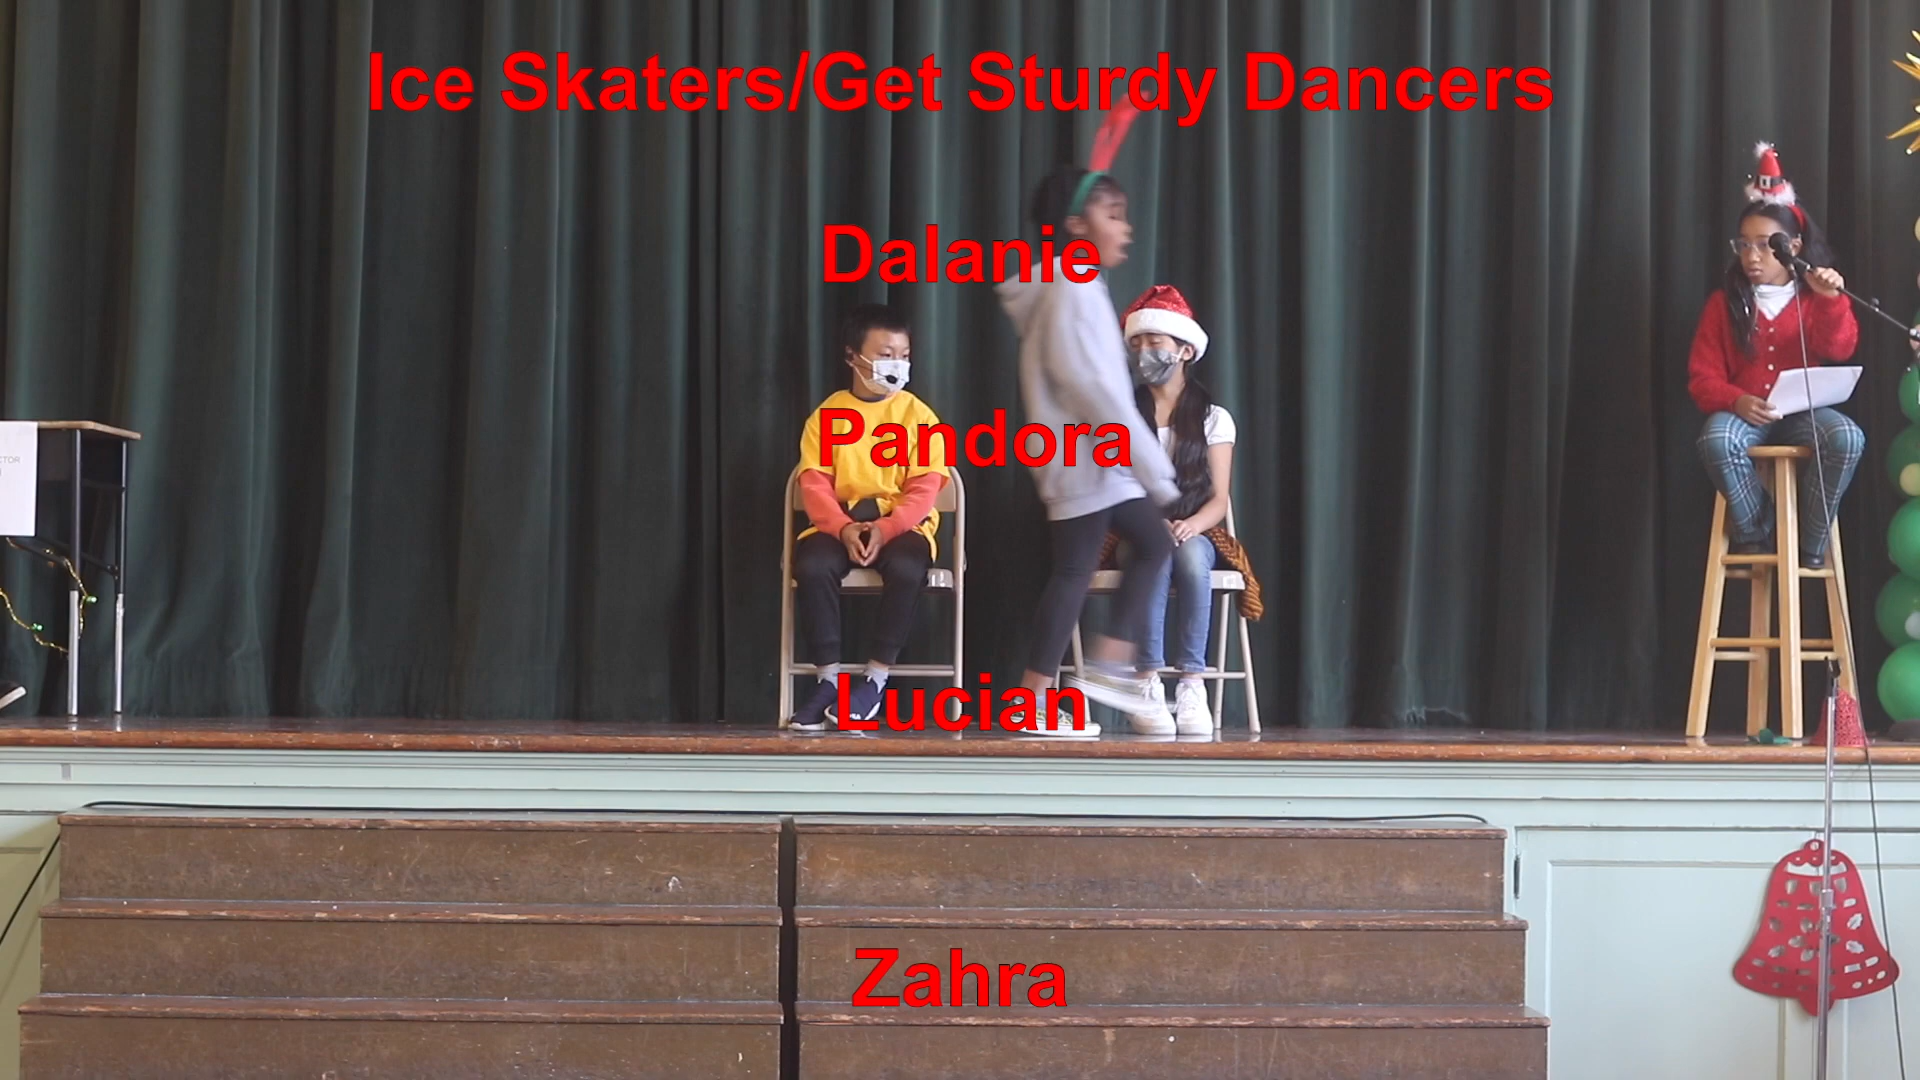 Ice Skaters/Get Sturdy Dancers
Dalanie
Pandora
Lucian
Zahra